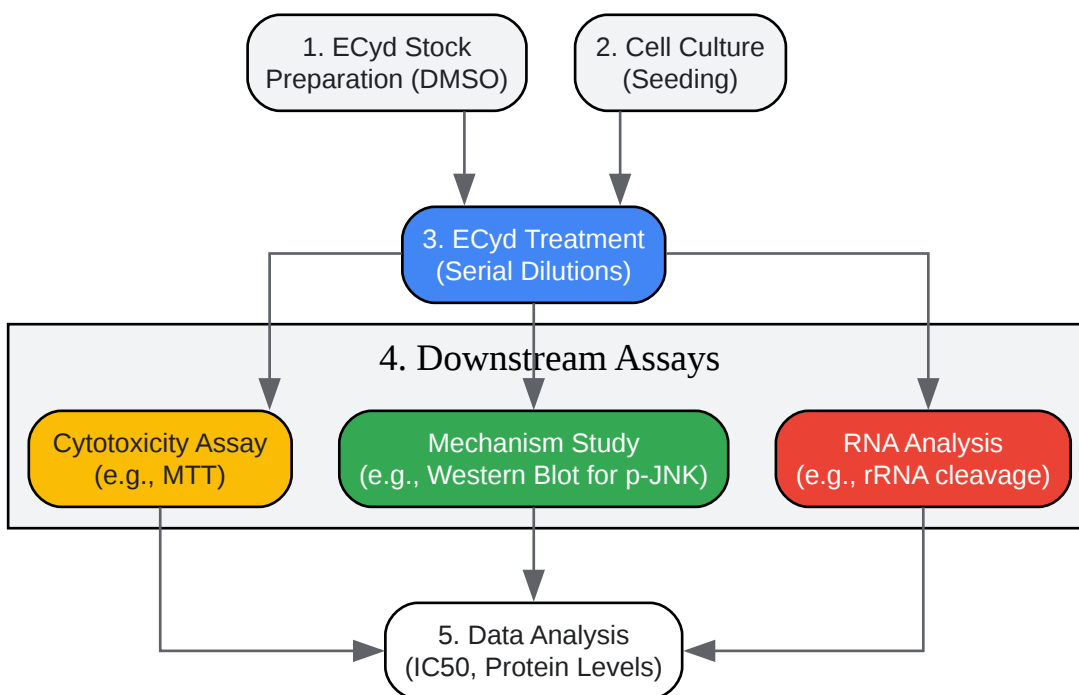 1. ECyd Stock
Preparation (DMSO)
2. Cell Culture
(Seeding)
3. ECyd Treatment
(Serial Dilutions)
4. Downstream Assays
Cytotoxicity Assay
(e.g., MTT)
Mechanism Study
(e.g., Western Blot for p-JNK)
RNA Analysis
(e.g., rRNA cleavage)
5. Data Analysis
(IC50, Protein Levels)